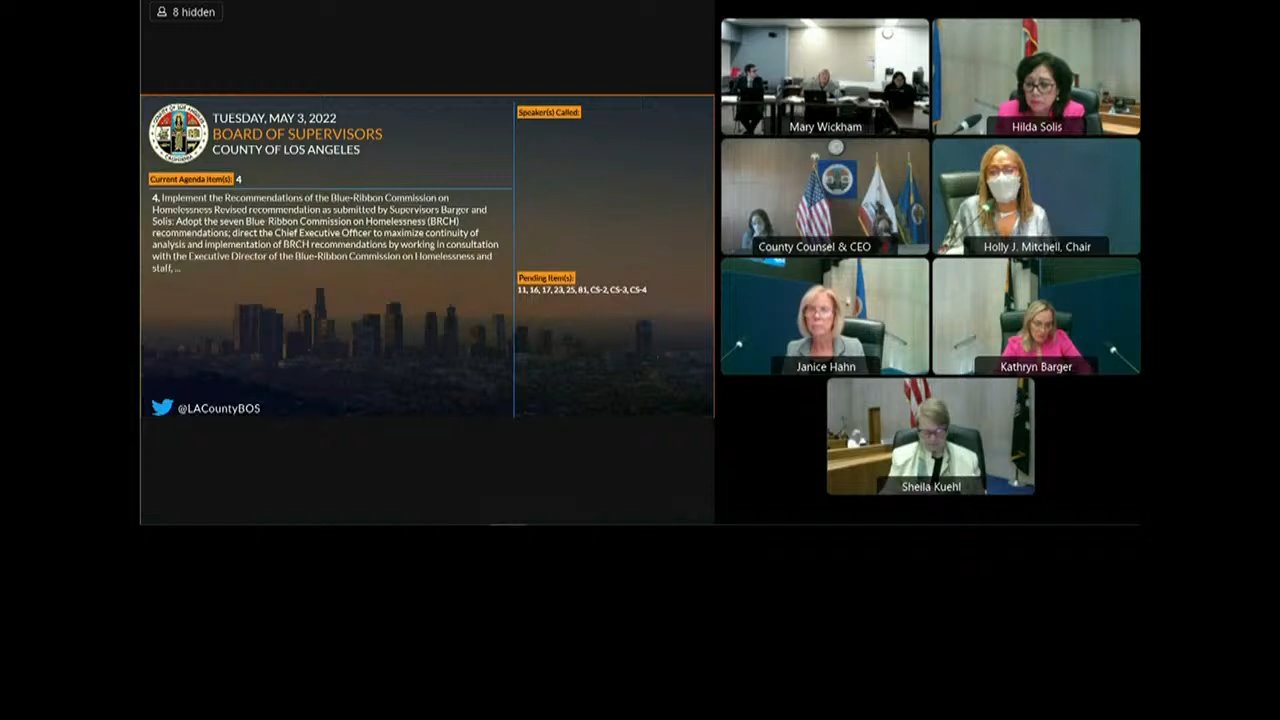 8 hidden
TUESDAY, MAY 3, 2022
BOARD OF SUPERVISORS
COUNTY OF LOS ANGELES
Current Agenda Item(s): 4
4. Implement the Recommendations of the Blue-Ribbon Commission on
Homelessness Revised recommendation as submitted by Supervisors Barger and
Solis: Adopt the seven Blue-Ribbon Commission on Homelessness (BRCH)
recommendations; direct the Chief Executive Officer to maximize continuity of
analysis and implementation of BRCH recommendations by working in consultation
with the Executive Director of the Blue-Ribbon Commission on Homelessness and
staff, ...
@LACountyBOS
Speaker(s) Called:
Pending Item(s):
11, 16, 17, 23, 25, 81, CS-2, CS-3, CS-4
Mary Wickham
Hilda Solis
County Counsel & CEO
Holly J. Mitchell, Chair
Janice Hahn
Kathryn Barger
Sheila Kuehl